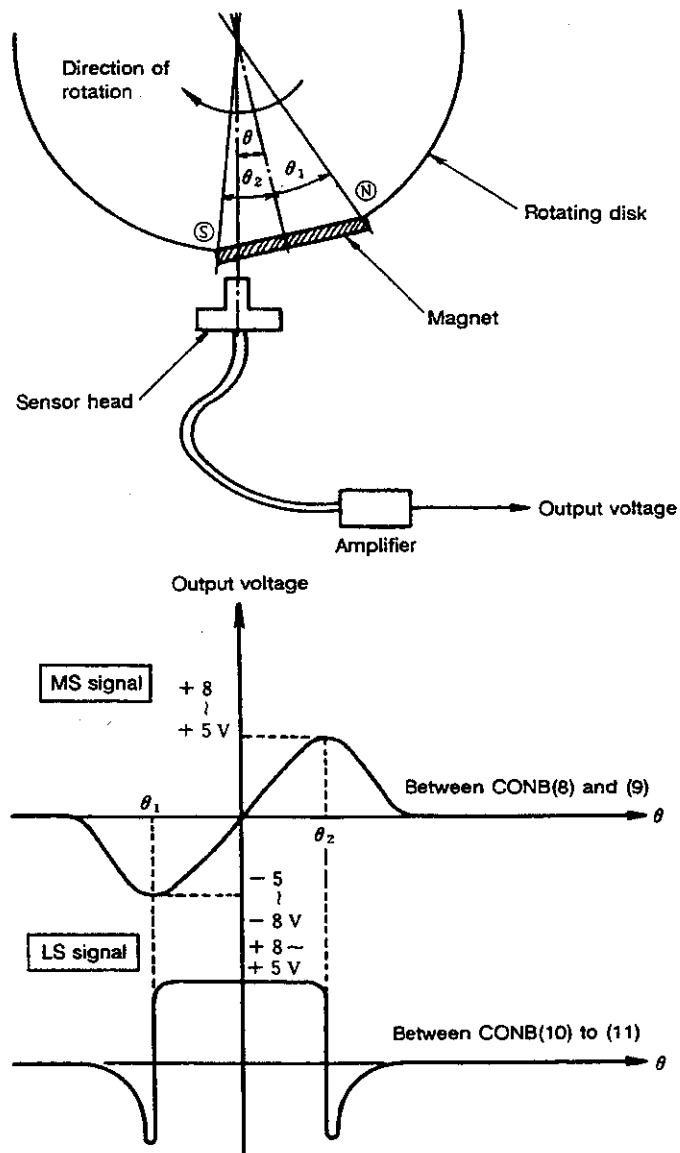 Direction of
rotation
θ
θ₂
θ₁
Ⓢ
Ⓝ
Rotating disk
Magnet
Sensor head
Output voltage
Amplifier
Output voltage
MS signal
+ 8
~
+ 5 V
Between CONB(8) and (9)
θ₁
θ₂
θ
− 5
~
− 8 V
LS signal
+ 8 ~
+ 5 V
Between CONB(10) to (11)
θ